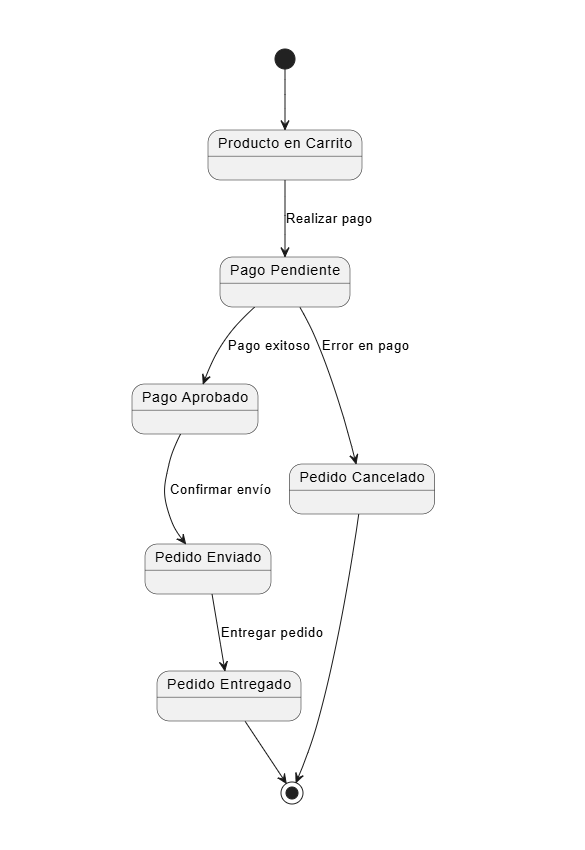 Producto en Carrito
Realizar pago
Pago Pendiente
Pago exitoso
Error en pago
Pago Aprobado
Pedido Cancelado
Confirmar envío
Pedido Enviado
Entregar pedido
Pedido Entregado